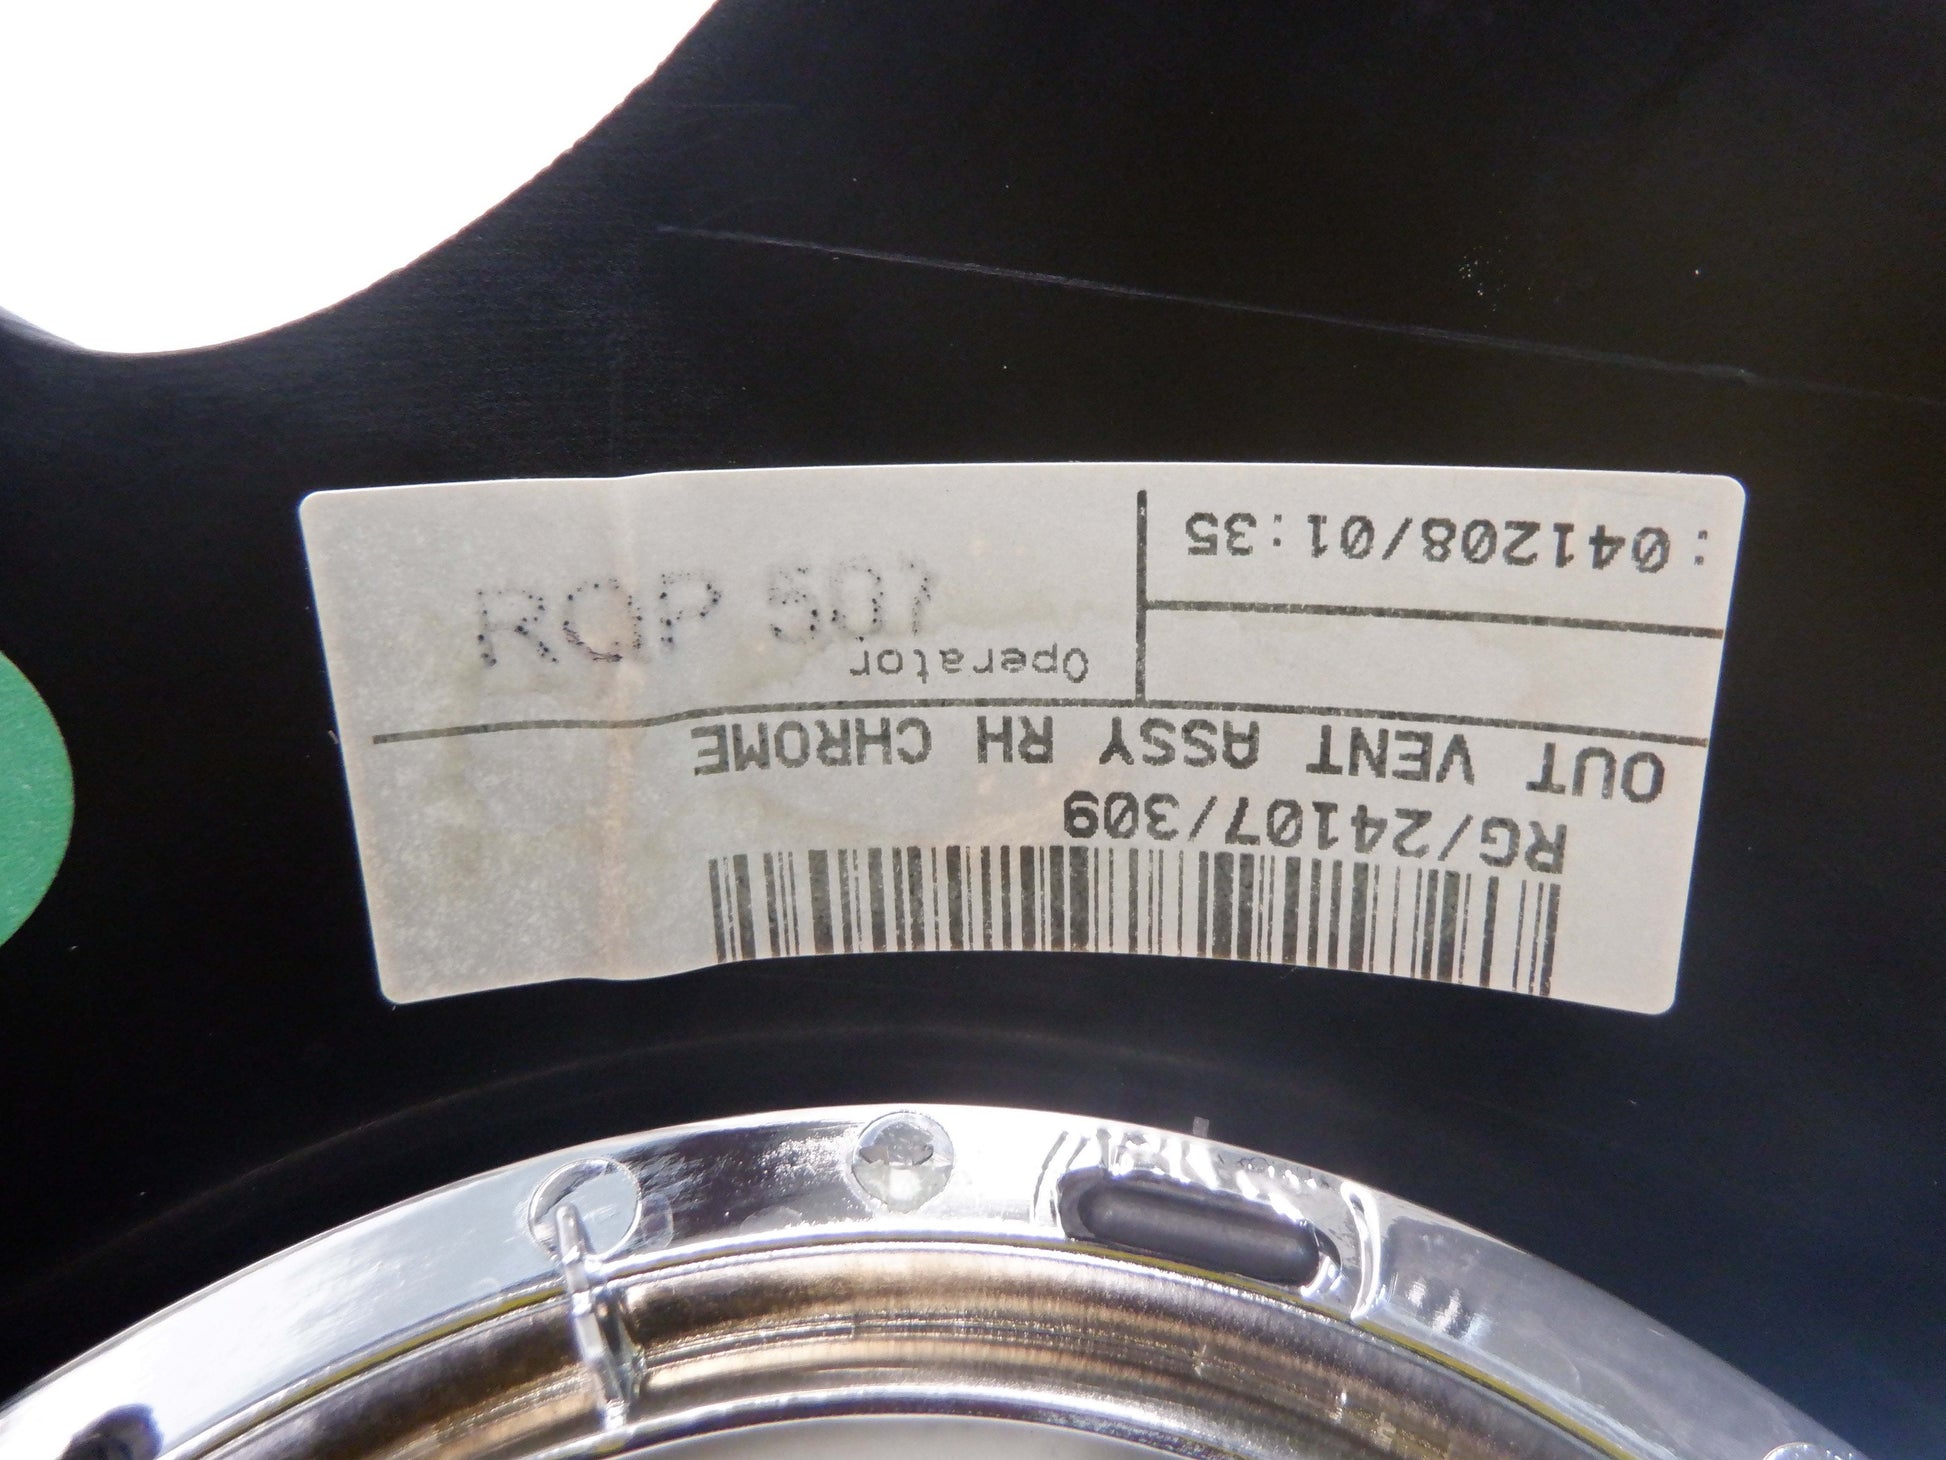 RG/24107/309
OUT VENT ASSY RH CHROME
Operator
:041208/01:35
ROP 507